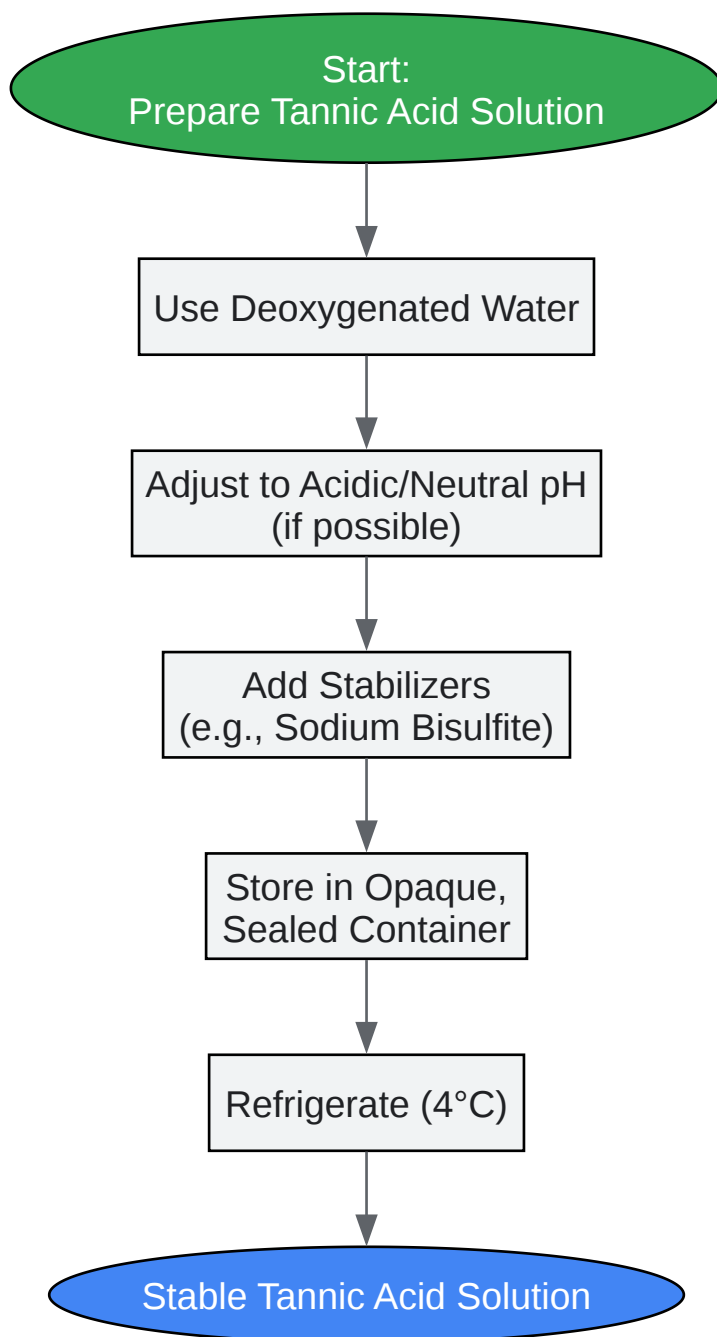 Start:
Prepare Tannic Acid Solution
Use Deoxygenated Water
Adjust to Acidic/Neutral pH
(if possible)
Add Stabilizers
(e.g., Sodium Bisulfite)
Store in Opaque,
Sealed Container
Refrigerate (4°C)
Stable Tannic Acid Solution